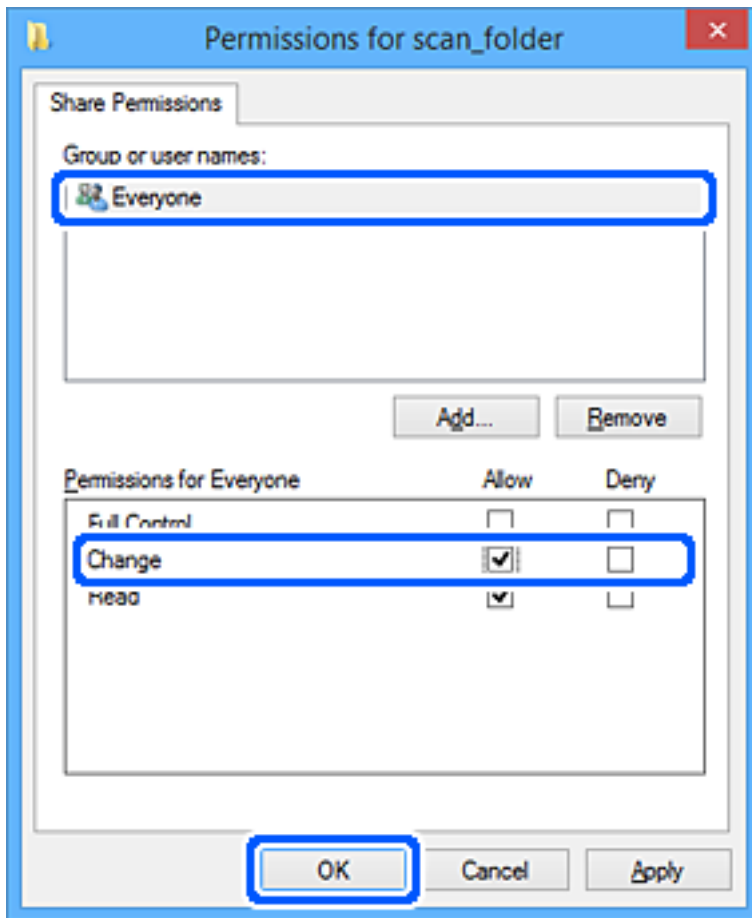 Permissions for scan_folder
Share Permissions
Group or user names:
Everyone
Add... Remove
Permissions for Everyone Allow Deny
Full Control
Change
Read
OK Cancel Apply